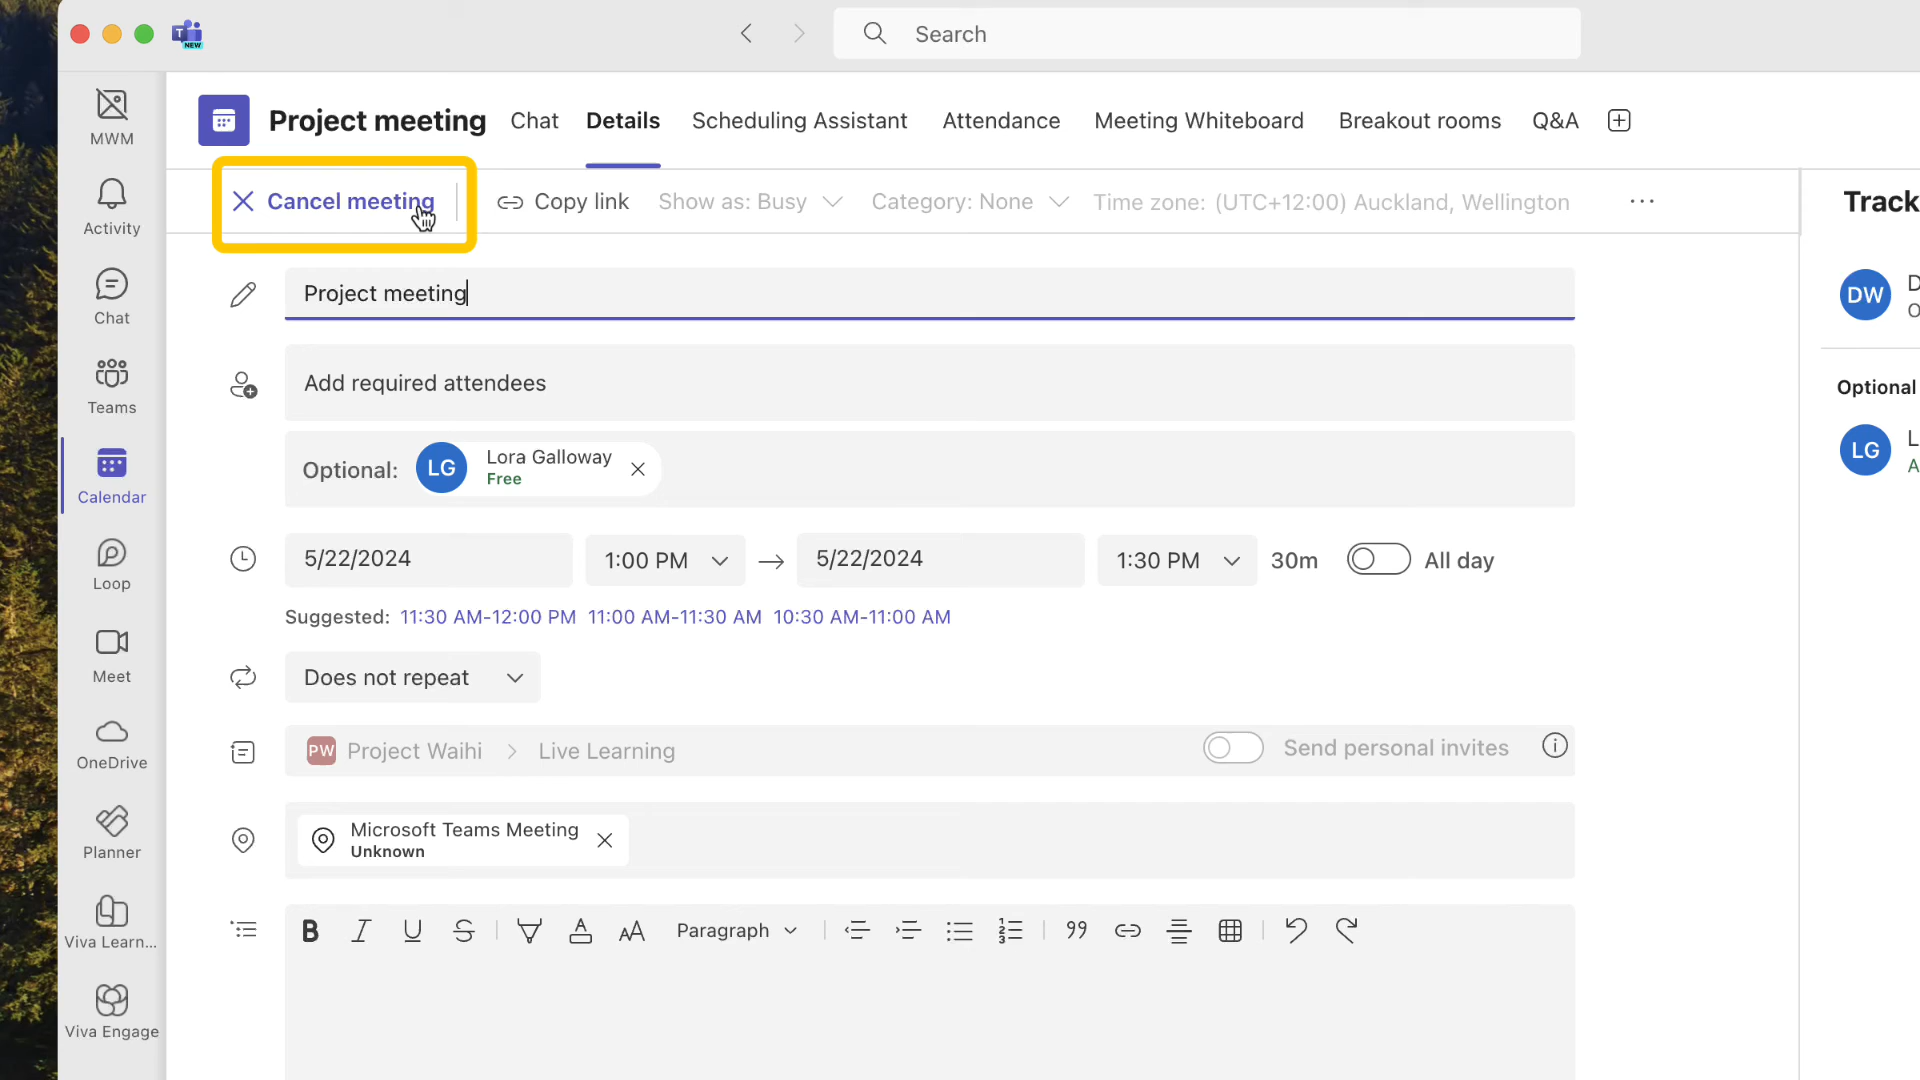 T
NEW
Search
MWM
Activity
Chat
Teams
Calendar
Loop
Meet
OneDrive
Planner
Viva Learn...
Viva Engage
Project meeting Chat Details Scheduling Assistant Attendance Meeting Whiteboard Breakout rooms Q&A
Cancel meeting Copy link Show as: Busy Category: None Time zone: (UTC+12:00) Auckland, Wellington ...
Project meeting
Add required attendees
Optional: LG Lora Galloway
Free
5/22/2024 1:00 PM → 5/22/2024 1:30 PM 30m All day
Suggested: 11:30 AM-12:00 PM 11:00 AM-11:30 AM 10:30 AM-11:00 AM
Does not repeat
PW Project Waihi > Live Learning Send personal invites
Microsoft Teams Meeting
Unknown
B I U S A AA Paragraph
Track
DW D
O
Optional
LG L
A